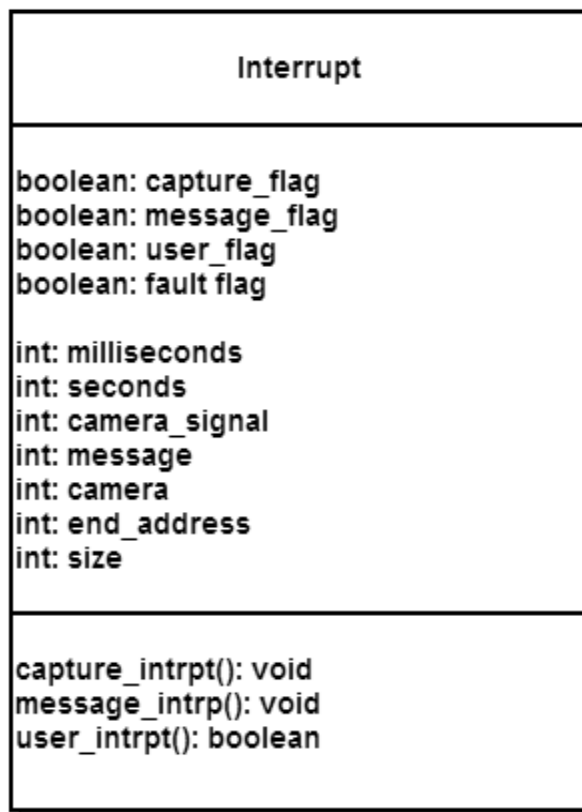 Interrupt
boolean: capture_flag
boolean: message_flag
boolean: user_flag
boolean: fault flag
int: milliseconds
int: seconds
int: camera_signal
int: message
int: camera
int: end_address
int: size
capture_intrpt(): void
message_intrp(): void
user_intrpt(): boolean